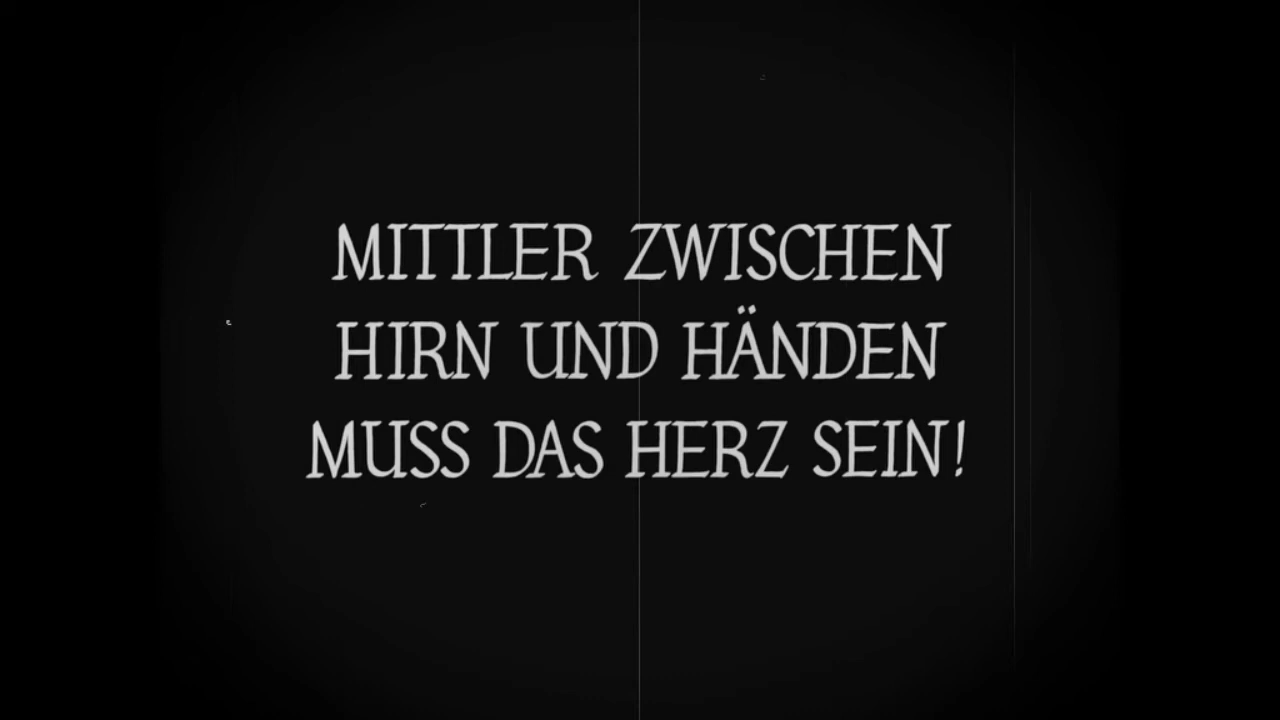 MITTLER ZWISCHEN
HIRN UND HÄNDEN
MUSS DAS HERZ SEIN!